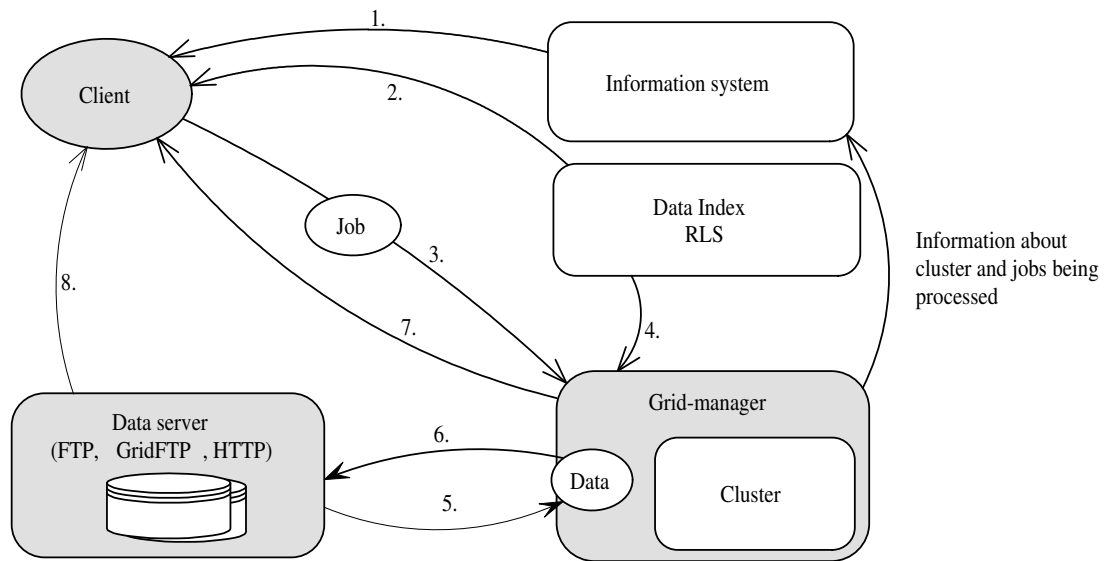 1.
Information system
Client
2.
Data Index
RLS
Job
3.
Information about
cluster and jobs being
processed
8.
7.
4.
Grid-manager
Data server
(FTP, GridFTP , HTTP)
6.
Data
Cluster
5.